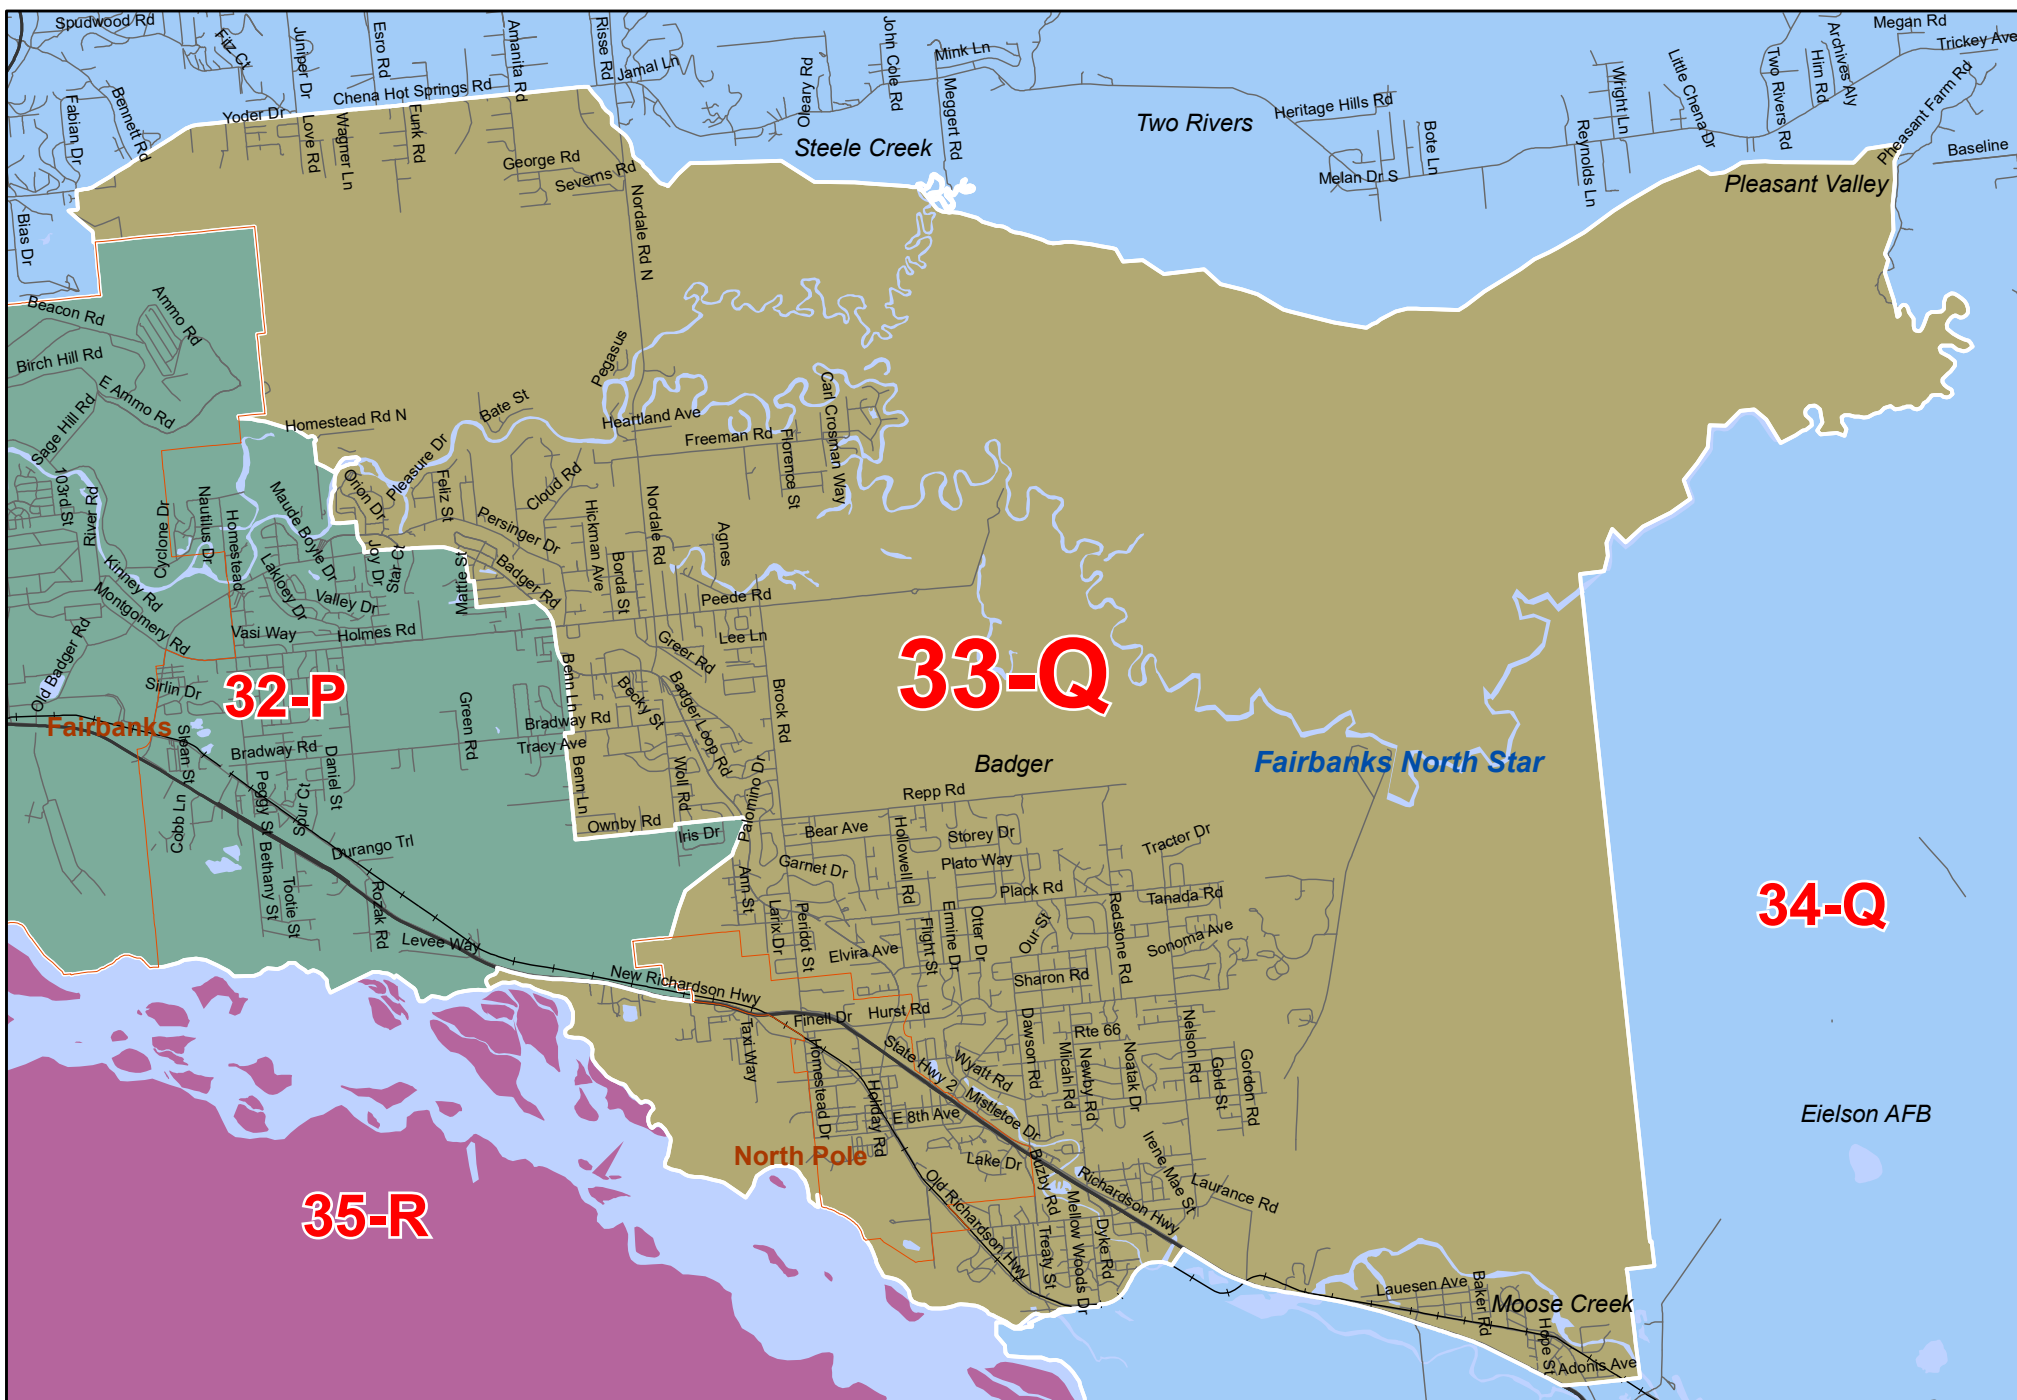 Spudwood Rd
Fitz Ct
Juniper Dr
Esro Rd
Amanita Rd
Risse Rd
Jamal Ln
Oleary Rd
John Cole Rd
Mink Ln
Meggert Rd
Megan Rd
Trickey Ave
Archives Aly
Him Rd
Two Rivers Rd
Little Chena Dr
Wright Ln
Pheasant Farm Rd
Baseline
Fabian Dr
Bennett Rd
Yoder Dr
Chena Hot Springs Rd
Love Rd
Wagner Ln
Funk Rd
George Rd
Severns Rd
Steele Creek
Two Rivers
Heritage Hills Rd
Bote Ln
Melan Dr S
Reynolds Ln
Pleasant Valley
Bias Dr
Nordale Rd N
Beacon Rd
Ammo Rd
Birch Hill Rd
E Ammo Rd
Sage Hill Rd
Pegasus
Homestead Rd N
Bate St
Heartland Ave
Freeman Rd
Carl Crosman Way
Florence St
Pleasure Dr
Orion Dr
Feliz St
Cloud Rd
Persinger Dr
Hickman Ave
Borda St
Nordale Rd
Agnes
Peede Rd
103rd St
River Rd
Cyclone Dr
Nautilus Dr
Homestead
Maude Boyle Dr
Lakloey Dr
Joy Dr
Star Ct
Mattie St
Badger Rd
Kinney Rd
Montgomery Rd
Valley Dr
Vasi Way
Holmes Rd
Old Badger Rd
Lee Ln
Greer Rd
33-Q
Sirlin Dr
32-P
Fairbanks
Green Rd
Benn Ln
Becky St
Badger Loop Rd
Brock Rd
Bradway Rd
Tracy Ave
Sloan St
Bradway Rd
Daniel St
Peggy St
Spur Ct
Benn Ln
Woll Rd
Palomino Dr
Badger
Fairbanks North Star
Repp Rd
Cobb Ln
Ownby Rd
Iris Dr
Durango Trl
Bethany St
Tootie St
Rozak Rd
Levee Way
Bear Ave
Hollowell Rd
Storey Dr
Garnet Dr
Plato Way
Plack Rd
Tractor Dr
Tanada Rd
Ann St
Larix Dr
Peridot St
Elvira Ave
Flight St
Ermine Dr
Otter Dr
Our St
Redstone Rd
Sonoma Ave
34-Q
Sharon Rd
New Richardson Hwy
Finell Dr
Hurst Rd
Taxi Way
Rte 66
Dawson Rd
Micah Rd
Newby Rd
Noatak Dr
Nelson Rd
Gold St
Gordon Rd
State Hwy 2
Wyatt Rd
Mistletoe Dr
Homestead Dr
Holiday Rd
E 8th Ave
North Pole
Lake Dr
Buzby Rd
Irene Mae St
Laurance Rd
Richardson Hwy
Old Richardson Hwy
Treaty St
Mellow Woods Dr
Dyke Rd
Eielson AFB
35-R
Lauesen Ave
Baker Rd
Moose Creek
Hope St
Adonis Ave